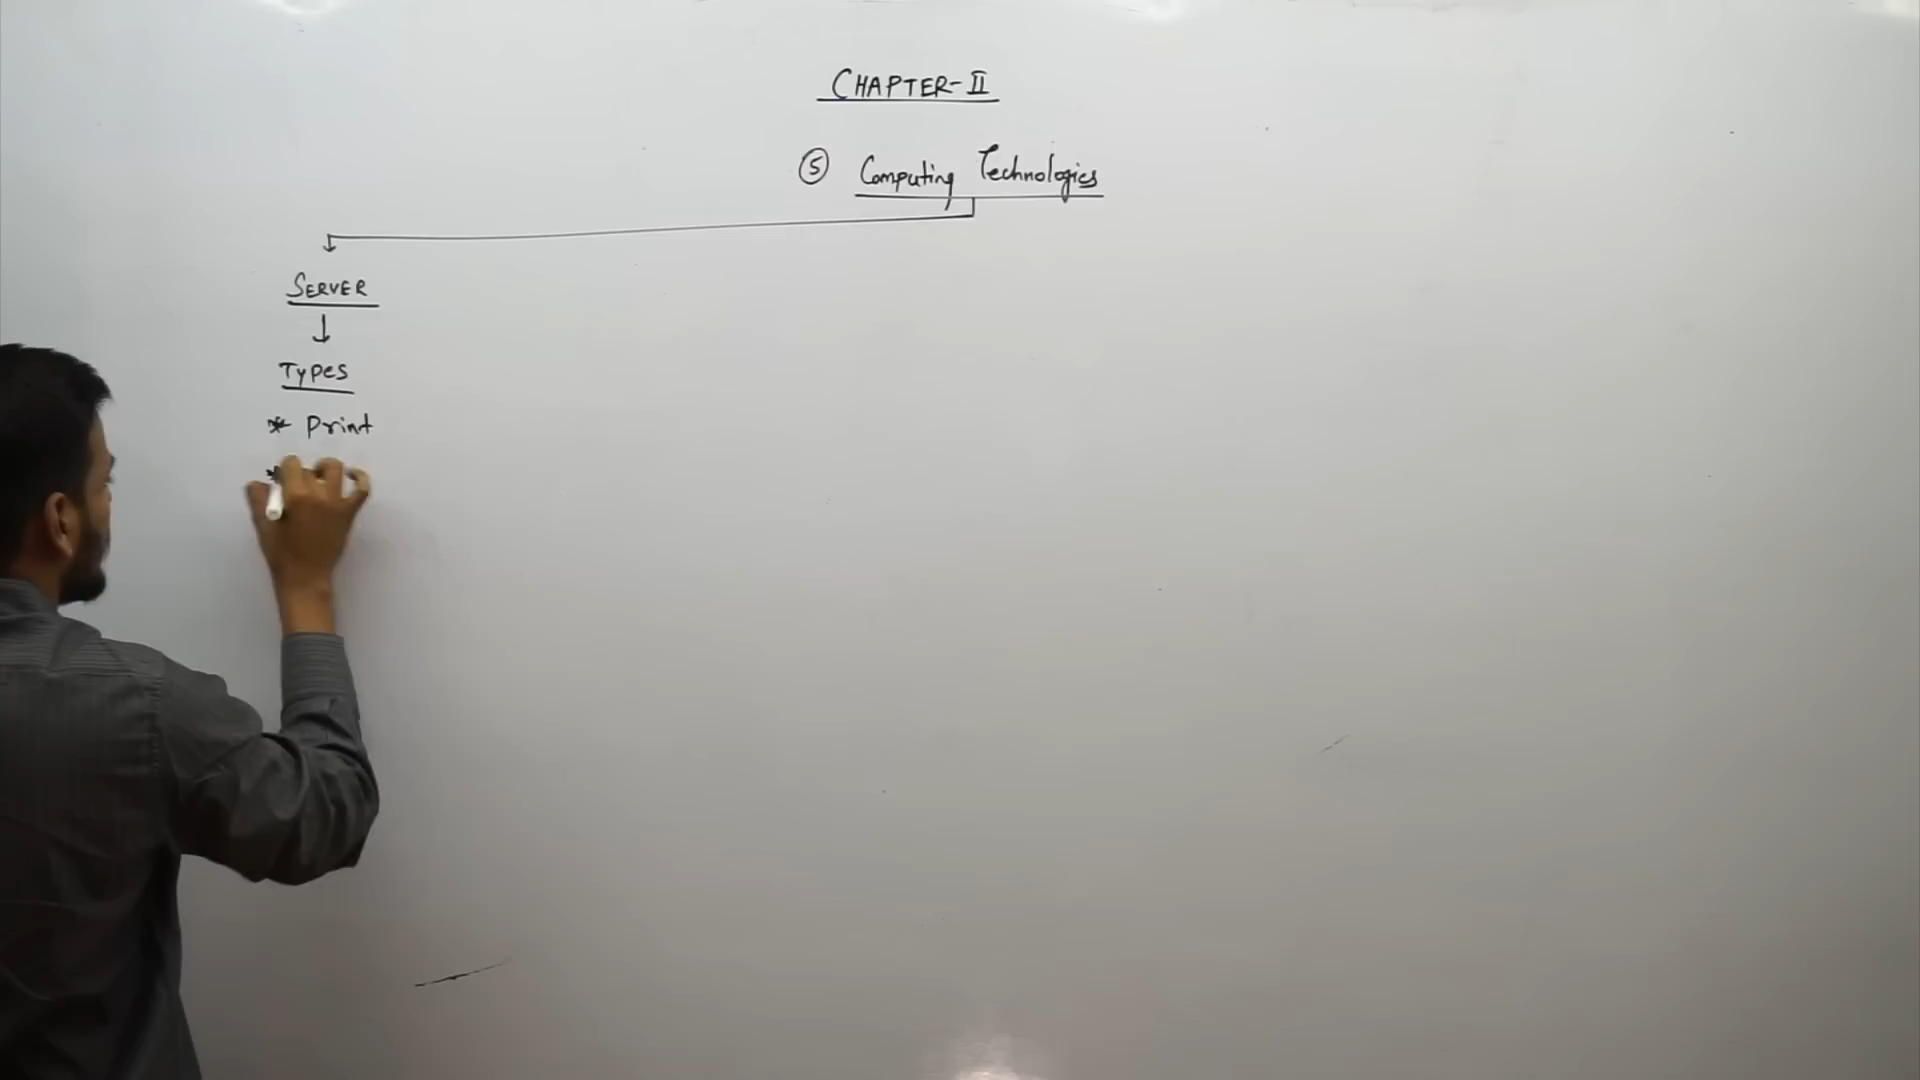 CHAPTER-II
⑤ Computing Technologies
SERVER
Types
* Print
*